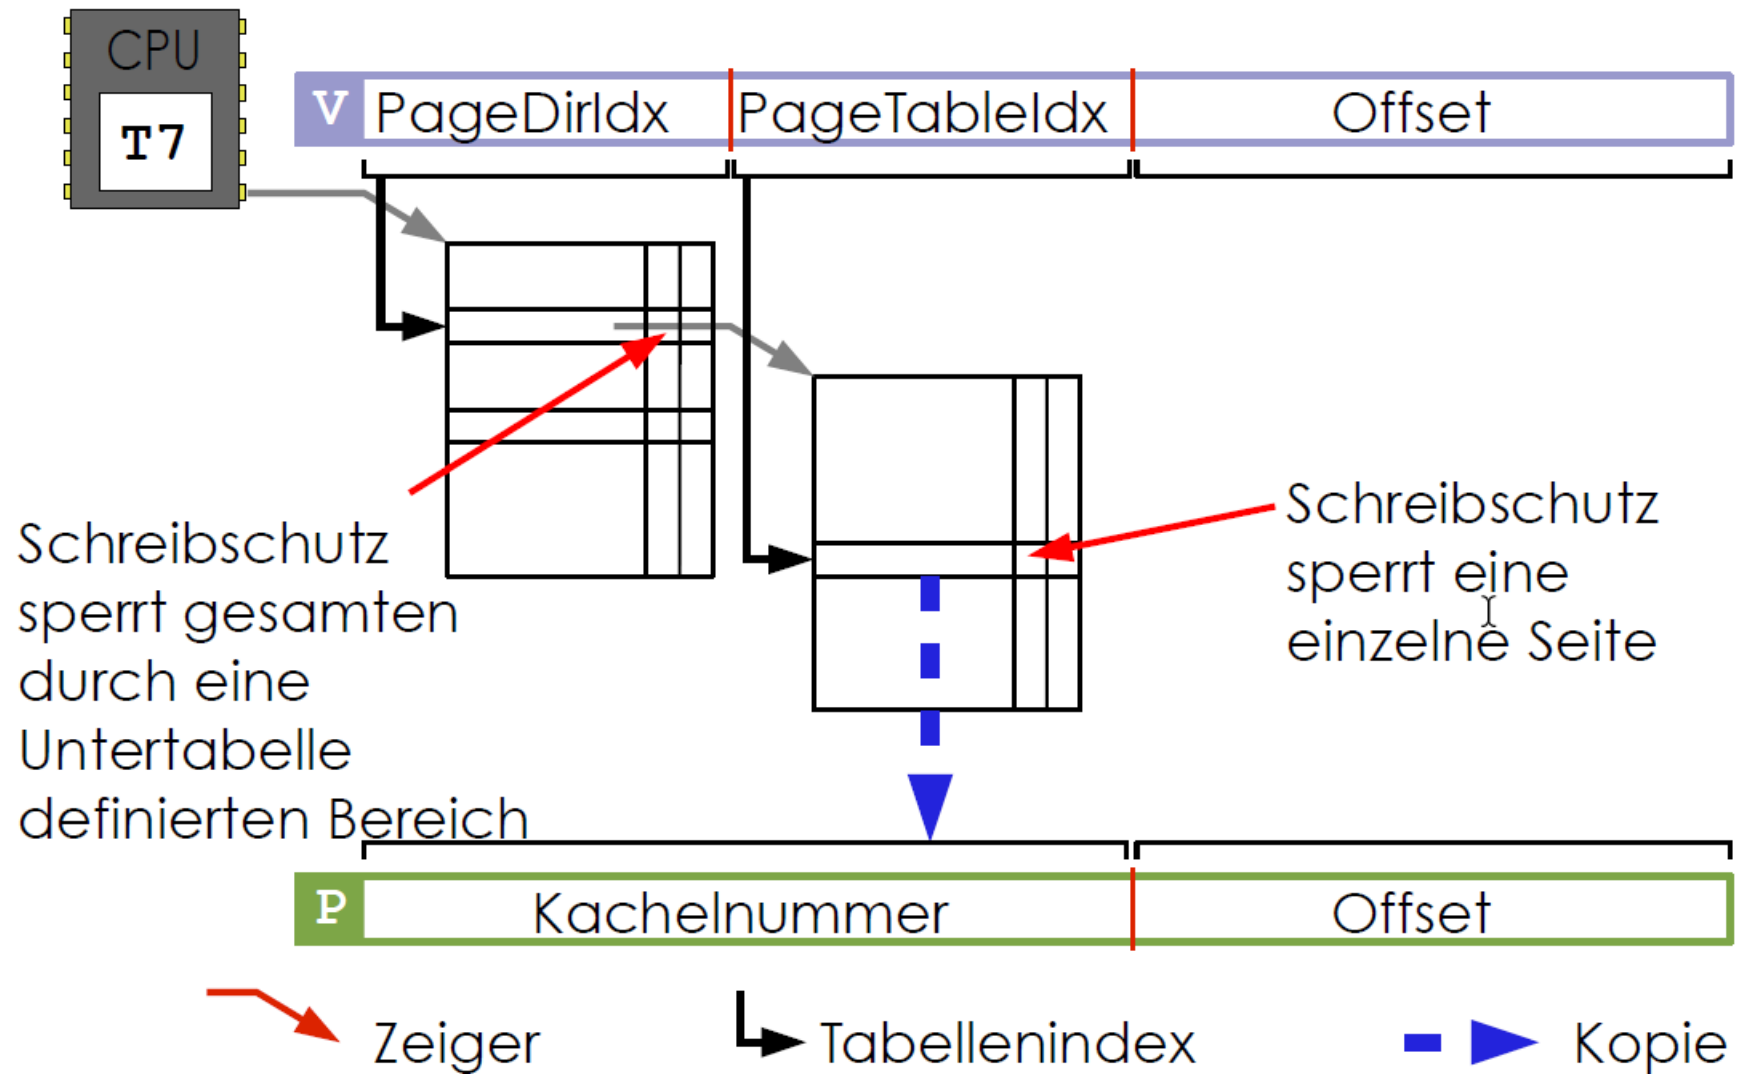 CPU
T7
V PageDirIdx PageTableIdx Offset
Schreibschutz
sperrt gesamten
durch eine
Untertabelle
definierten Bereich
Schreibschutz
sperrt eine
einzelne Seite
P Kachelnummer Offset
Zeiger Tabellenindex Kopie